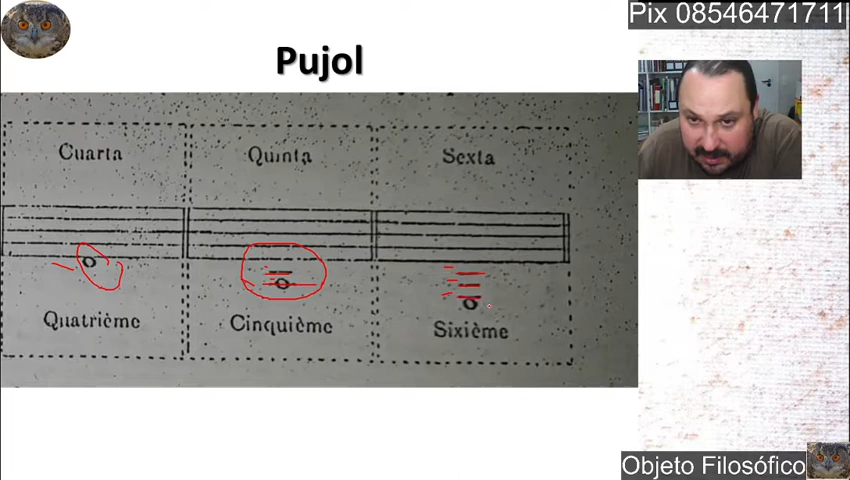 Pix 08546471711
Pujol
Cuarta Quinta Sexta
Quatrième Cinquième Sixième
Objeto Filosófico